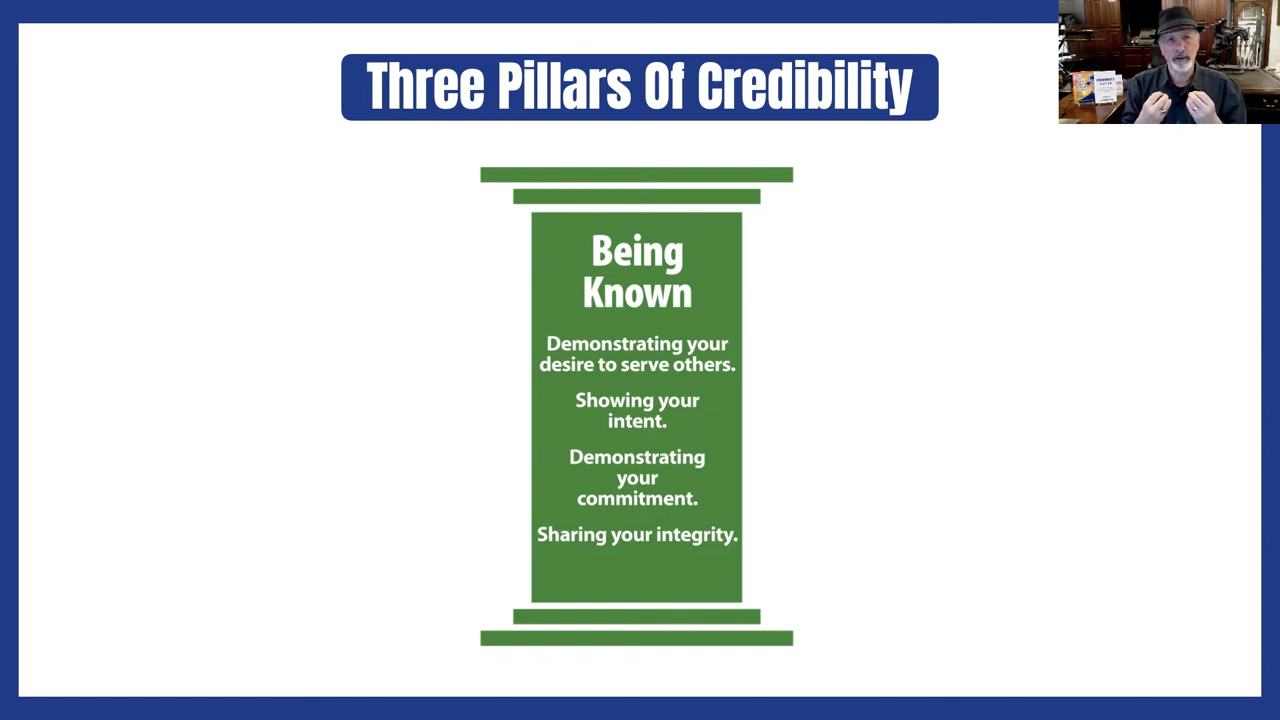 Three Pillars Of Credibility
Being
Known
Demonstrating your
desire to serve others.
Showing your
intent.
Demonstrating
your
commitment.
Sharing your integrity.